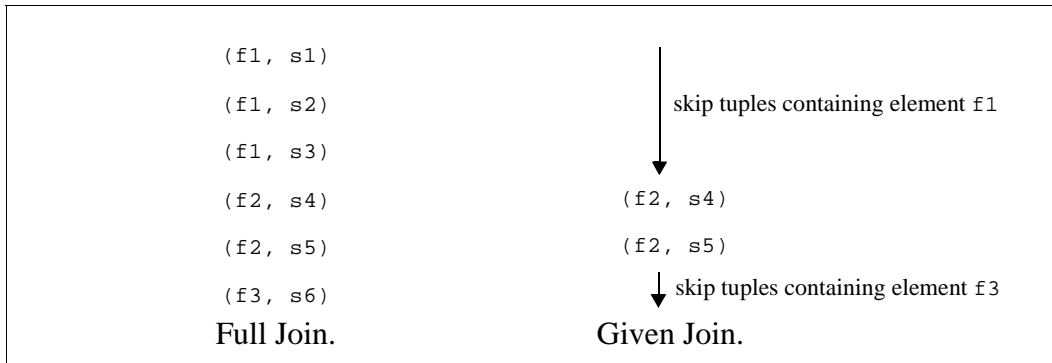 (f1, s1)
(f1, s2)
(f1, s3)
(f2, s4)
(f2, s5)
(f3, s6)
Full Join.
skip tuples containing element f1
(f2, s4)
(f2, s5)
skip tuples containing element f3
Given Join.